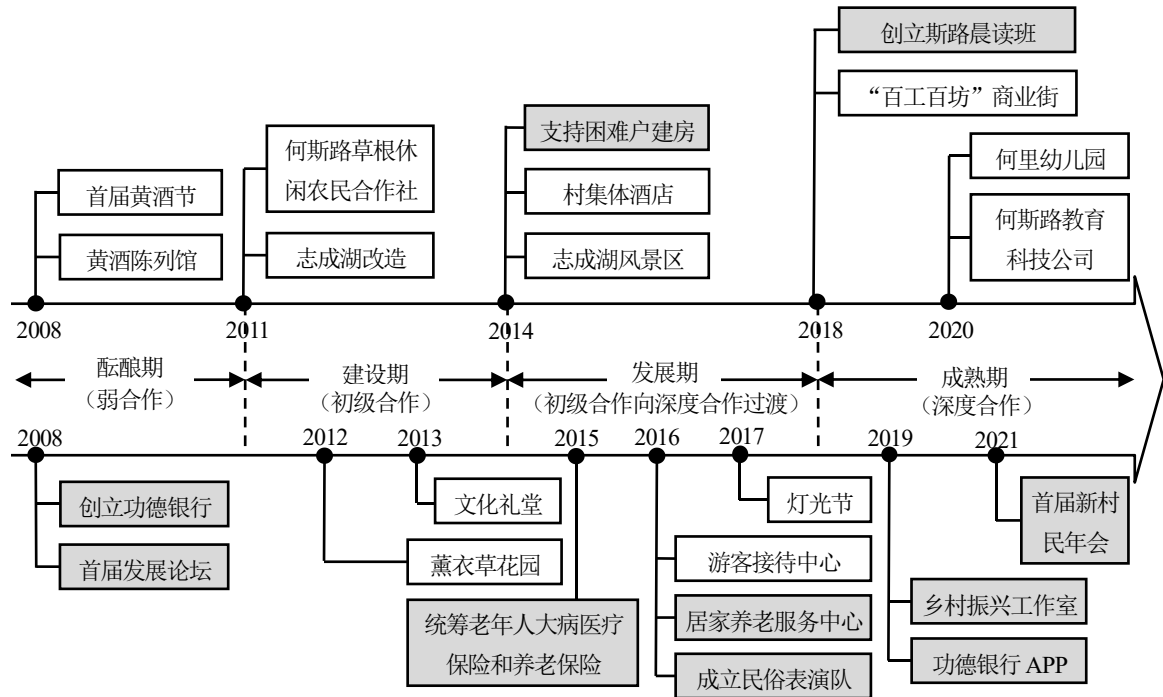 创立斯路晨读班
“百工百坊”商业街
支持困难户建房
何斯路草根休
闲农民合作社
村集体酒店
何里幼儿园
首届黄酒节
黄酒陈列馆
志成湖改造
志成湖风景区
何斯路教育
科技公司
2008
2011
2014
2018
2020
酝酿期
（弱合作）
建设期
（初级合作）
发展期
（初级合作向深度合作过渡）
成熟期
（深度合作）
2008
2012
2013
2015
2016
2017
2019
2021
创立功德银行
首届发展论坛
文化礼堂
薰衣草花园
统筹老年人大病医疗
保险和养老保险
灯光节
游客接待中心
居家养老服务中心
成立民俗表演队
首届新村
民年会
乡村振兴工作室
功德银行 APP